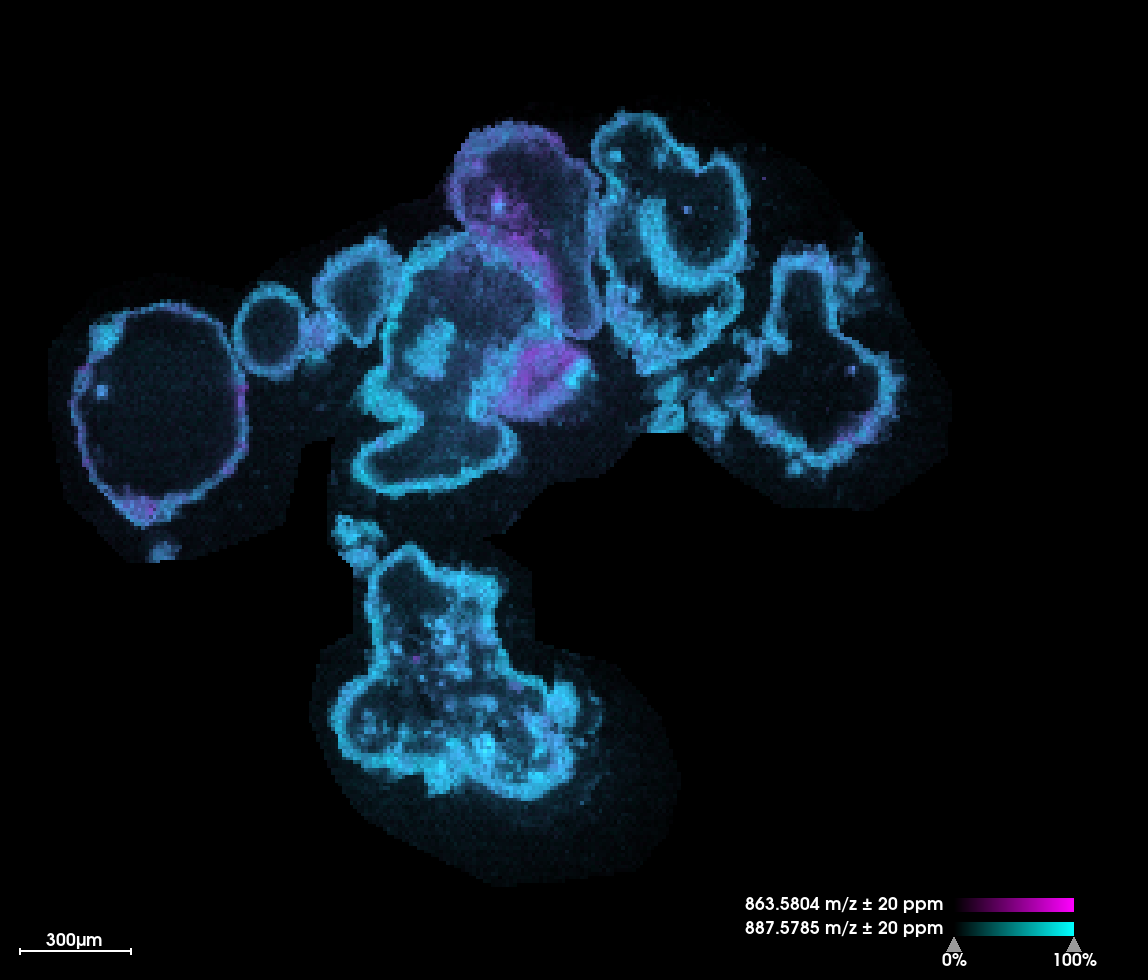 863.5804 m/z ± 20 ppm
887.5785 m/z ± 20 ppm
300µm
0% 100%